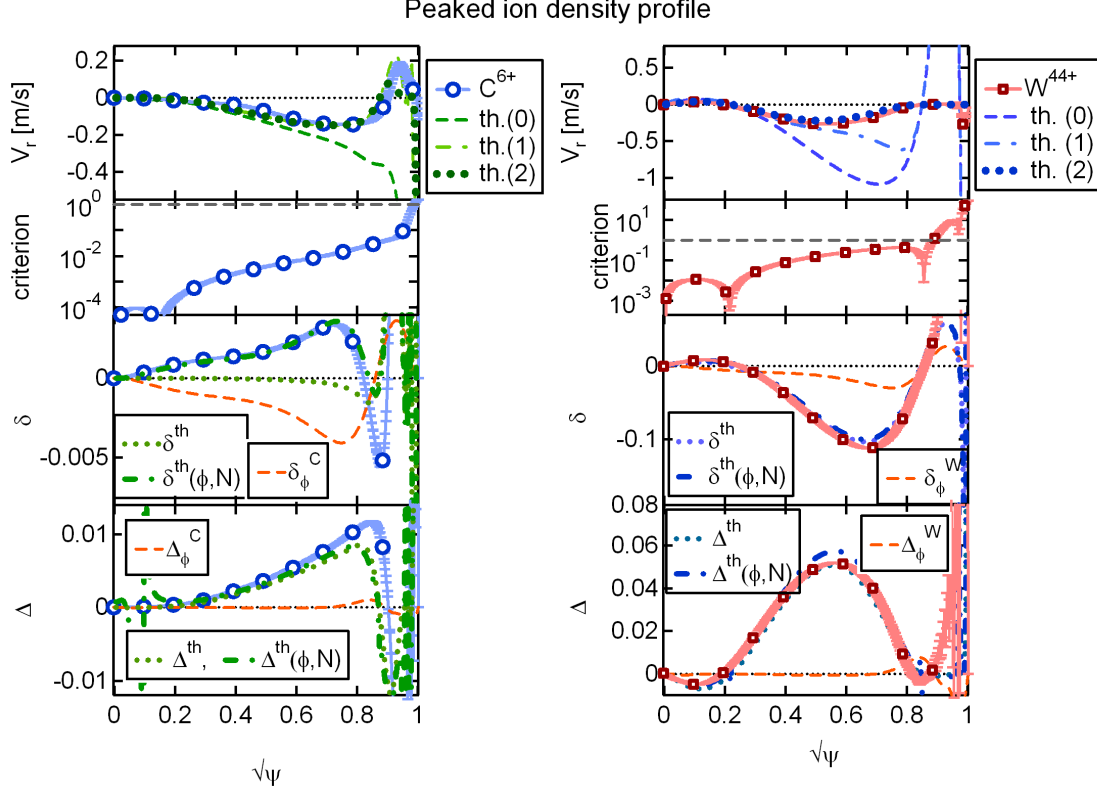 Peaked ion density profile
V_r [m/s]
0.2
0
-0.2
-0.4
C^6+
th.(0)
th.(1)
th.(2)
criterion
10^0
10^-2
10^-4
δ
0
-0.005
δ^th
δ^th(ϕ,N)
δ_ϕ^C
Δ
0.01
0
-0.01
Δ_ϕ^C
Δ^th, Δ^th(ϕ,N)
0 0.2 0.4 0.6 0.8 1
√ψ
V_r [m/s]
0.5
0
-0.5
-1
W^44+
th. (0)
th. (1)
th. (2)
criterion
10^1
10^-1
10^-3
δ
0
-0.1
δ^th
δ^th(ϕ,N)
δ_ϕ^W
Δ
0.08
0.06
0.04
0.02
0
Δ^th
Δ^th(ϕ,N)
Δ_ϕ^W
0 0.2 0.4 0.6 0.8 1
√ψ